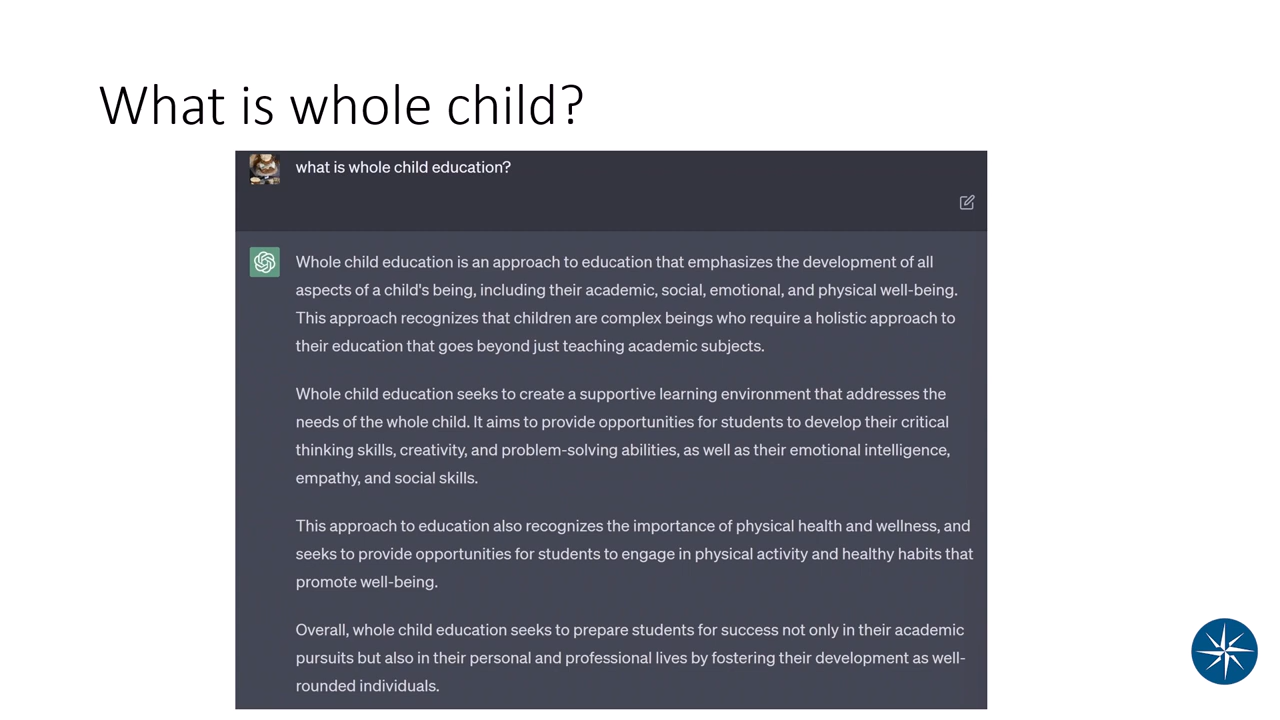 What is whole child?
what is whole child education?
Whole child education is an approach to education that emphasizes the development of all
aspects of a child's being, including their academic, social, emotional, and physical well-being.
This approach recognizes that children are complex beings who require a holistic approach to
their education that goes beyond just teaching academic subjects.
Whole child education seeks to create a supportive learning environment that addresses the
needs of the whole child. It aims to provide opportunities for students to develop their critical
thinking skills, creativity, and problem-solving abilities, as well as their emotional intelligence,
empathy, and social skills.
This approach to education also recognizes the importance of physical health and wellness, and
seeks to provide opportunities for students to engage in physical activity and healthy habits that
promote well-being.
Overall, whole child education seeks to prepare students for success not only in their academic
pursuits but also in their personal and professional lives by fostering their development as well-
rounded individuals.